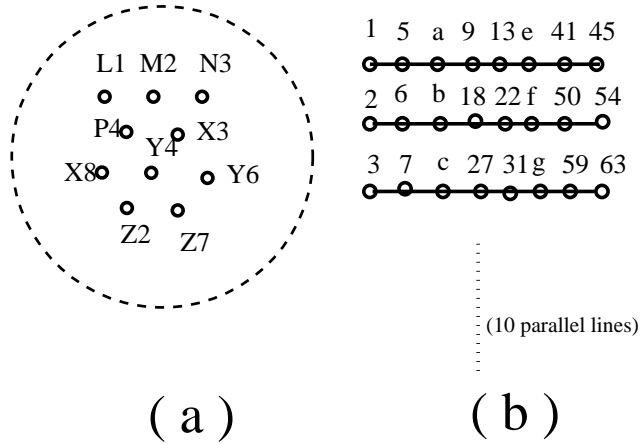 L1 M2 N3
P4 X3
X8 Y4 Y6
Z2 Z7
( a )
1 5 a 9 13 e 41 45
2 6 b 18 22 f 50 54
3 7 c 27 31 g 59 63
(10 parallel lines)
( b )